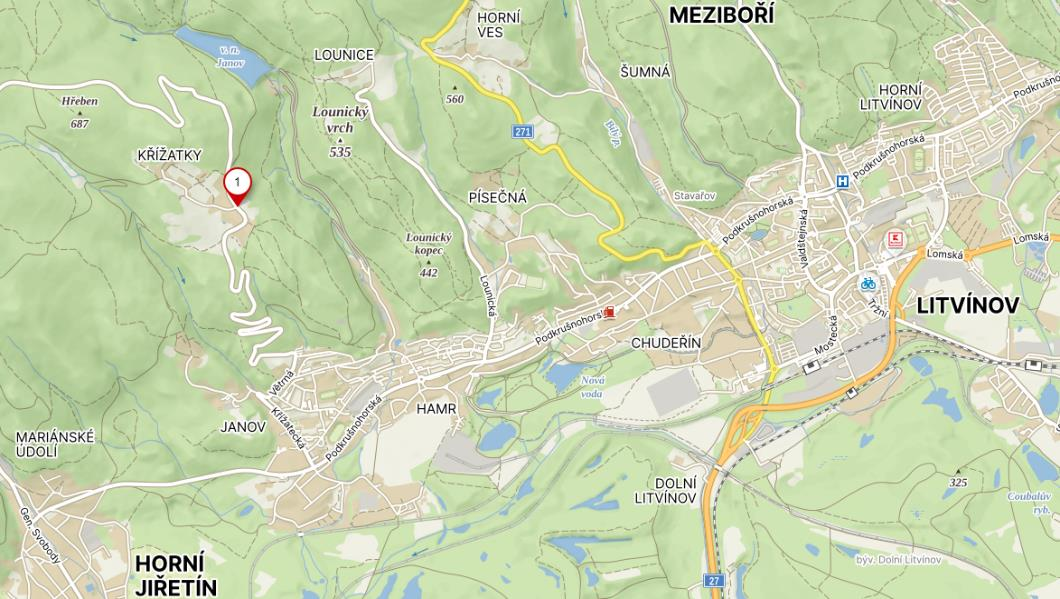 HORNÍ
VES
MEZIBOŘÍ
v. n.
Janov
LOUNICE
ŠUMNÁ
Hřeben
687
560
HORNÍ
LITVÍNOV
Podkrušnohorská
Lounický
vrch
535
271
Bílý p.
KŘÍŽATKY
1
H
Podkrušnohorská
PÍSEČNÁ
Stavařov
Podkrušnohorská
Valdštejnská
Lounický
kopec
442
Lomská
Lomská
Lounická
Tržní
LITVÍNOV
Podkrušnohorská
CHUDEŘÍN
Mostecká
Nová
voda
Větrná
HAMR
JANOV
Křížatecká
Podkrušnohorská
MARIÁNSKÉ
ÚDOLÍ
DOLNÍ
LITVÍNOV
325
Coubalův
ryb.
Gen. Svobody
HORNÍ
JIŘETÍN
býv. Dolní Litvínov
27